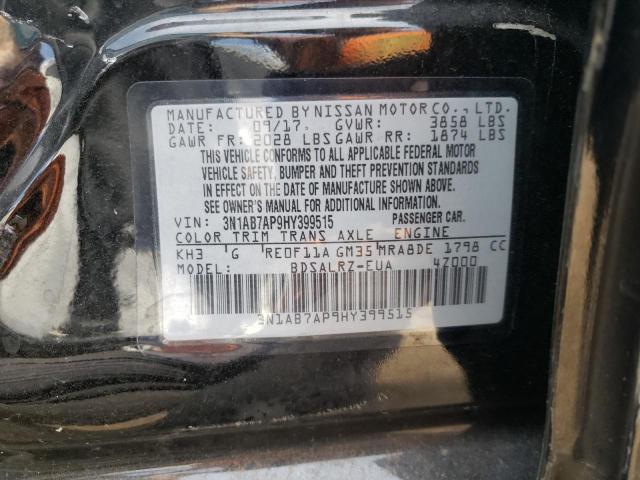 MANUFACTURED BY NISSAN MOTOR CO., LTD.
DATE: 09/17 GVWR: 3858 LBS
GAWR FR: 2028 LBS GAWR RR: 1874 LBS
THIS VEHICLE CONFORMS TO ALL APPLICABLE FEDERAL MOTOR
VEHICLE SAFETY, BUMPER AND THEFT PREVENTION STANDARDS
IN EFFECT ON THE DATE OF MANUFACTURE SHOWN ABOVE.
SEE OWNER'S MANUAL FOR ADDITIONAL INFORMATION.
VIN: 3N1AB7AP9HY399515 PASSENGER CAR.
COLOR TRIM TRANS AXLE ENGINE
KH3 G RE0F11A GM35 MRA8DE 1798 CC
MODEL: BDSALRZ-EUA 4Z000
3N1AB7AP9HY399515